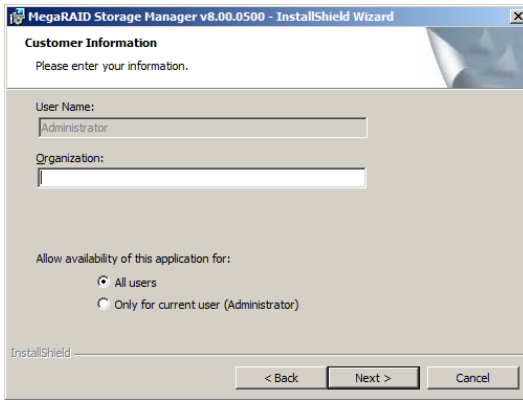 MegaRAID Storage Manager v8.00.0500 - InstallShield Wizard
Customer Information
Please enter your information.
User Name:
Administrator
Organization:
Allow availability of this application for:
All users
Only for current user (Administrator)
InstallShield
< Back Next > Cancel